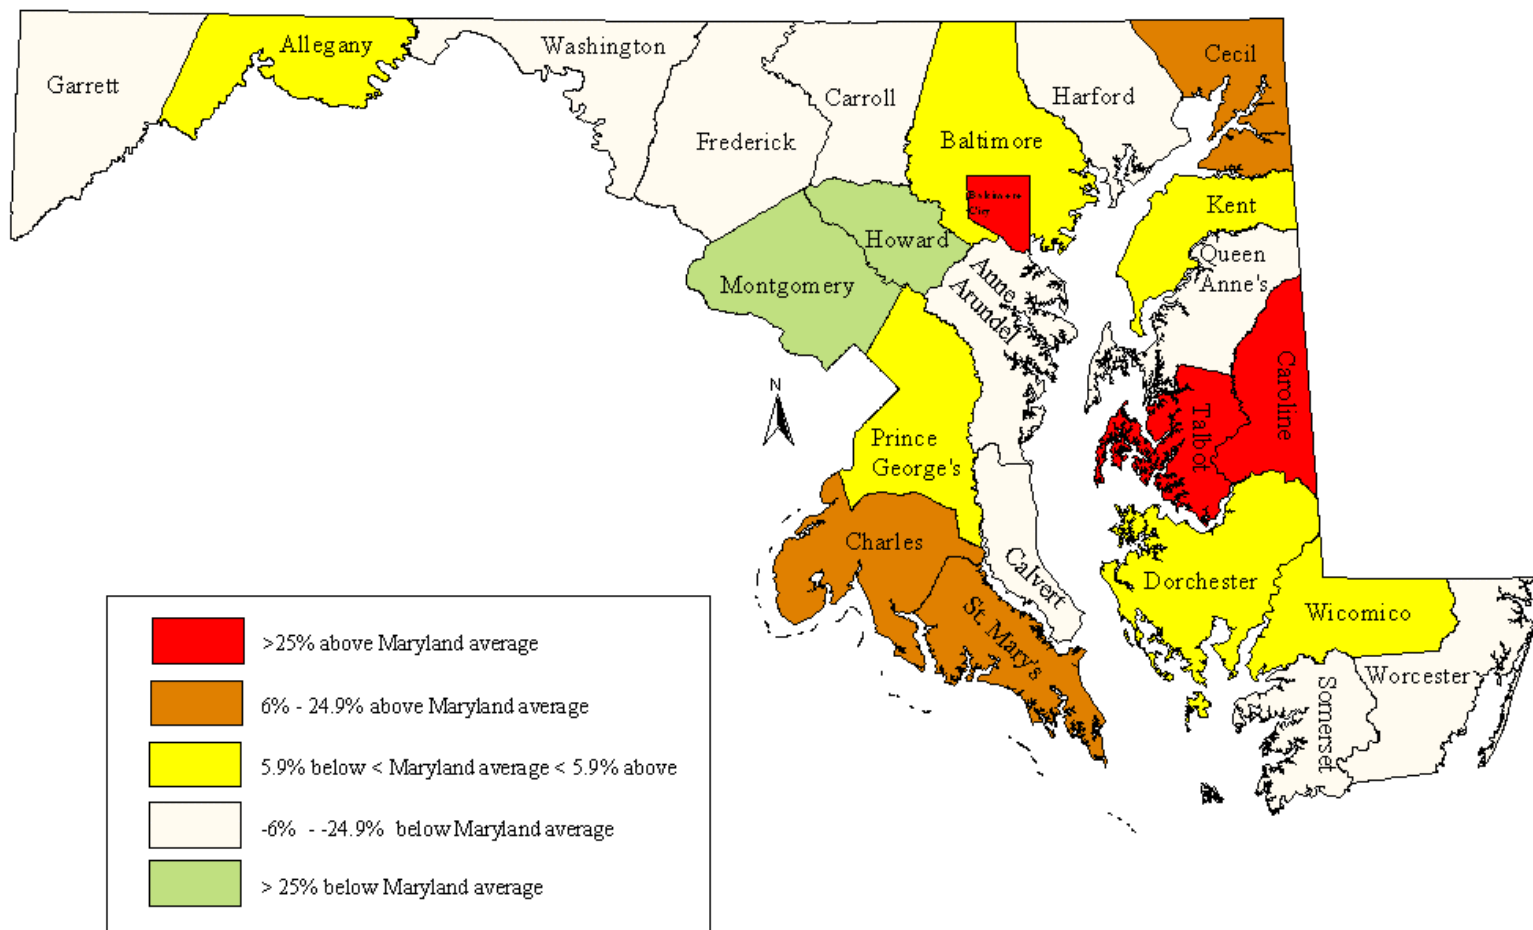 Garrett
Allegany
Washington
Frederick
Carroll
Baltimore
Baltimore
City
Harford
Cecil
Kent
Queen
Anne's
Howard
Montgomery
Anne
Arundel
Caroline
Talbot
N
Prince
George's
Charles
Calvert
St. Mary's
Dorchester
Wicomico
Worcester
Somerset
>25% above Maryland average
6% - 24.9% above Maryland average
5.9% below < Maryland average < 5.9% above
-6% - -24.9% below Maryland average
> 25% below Maryland average